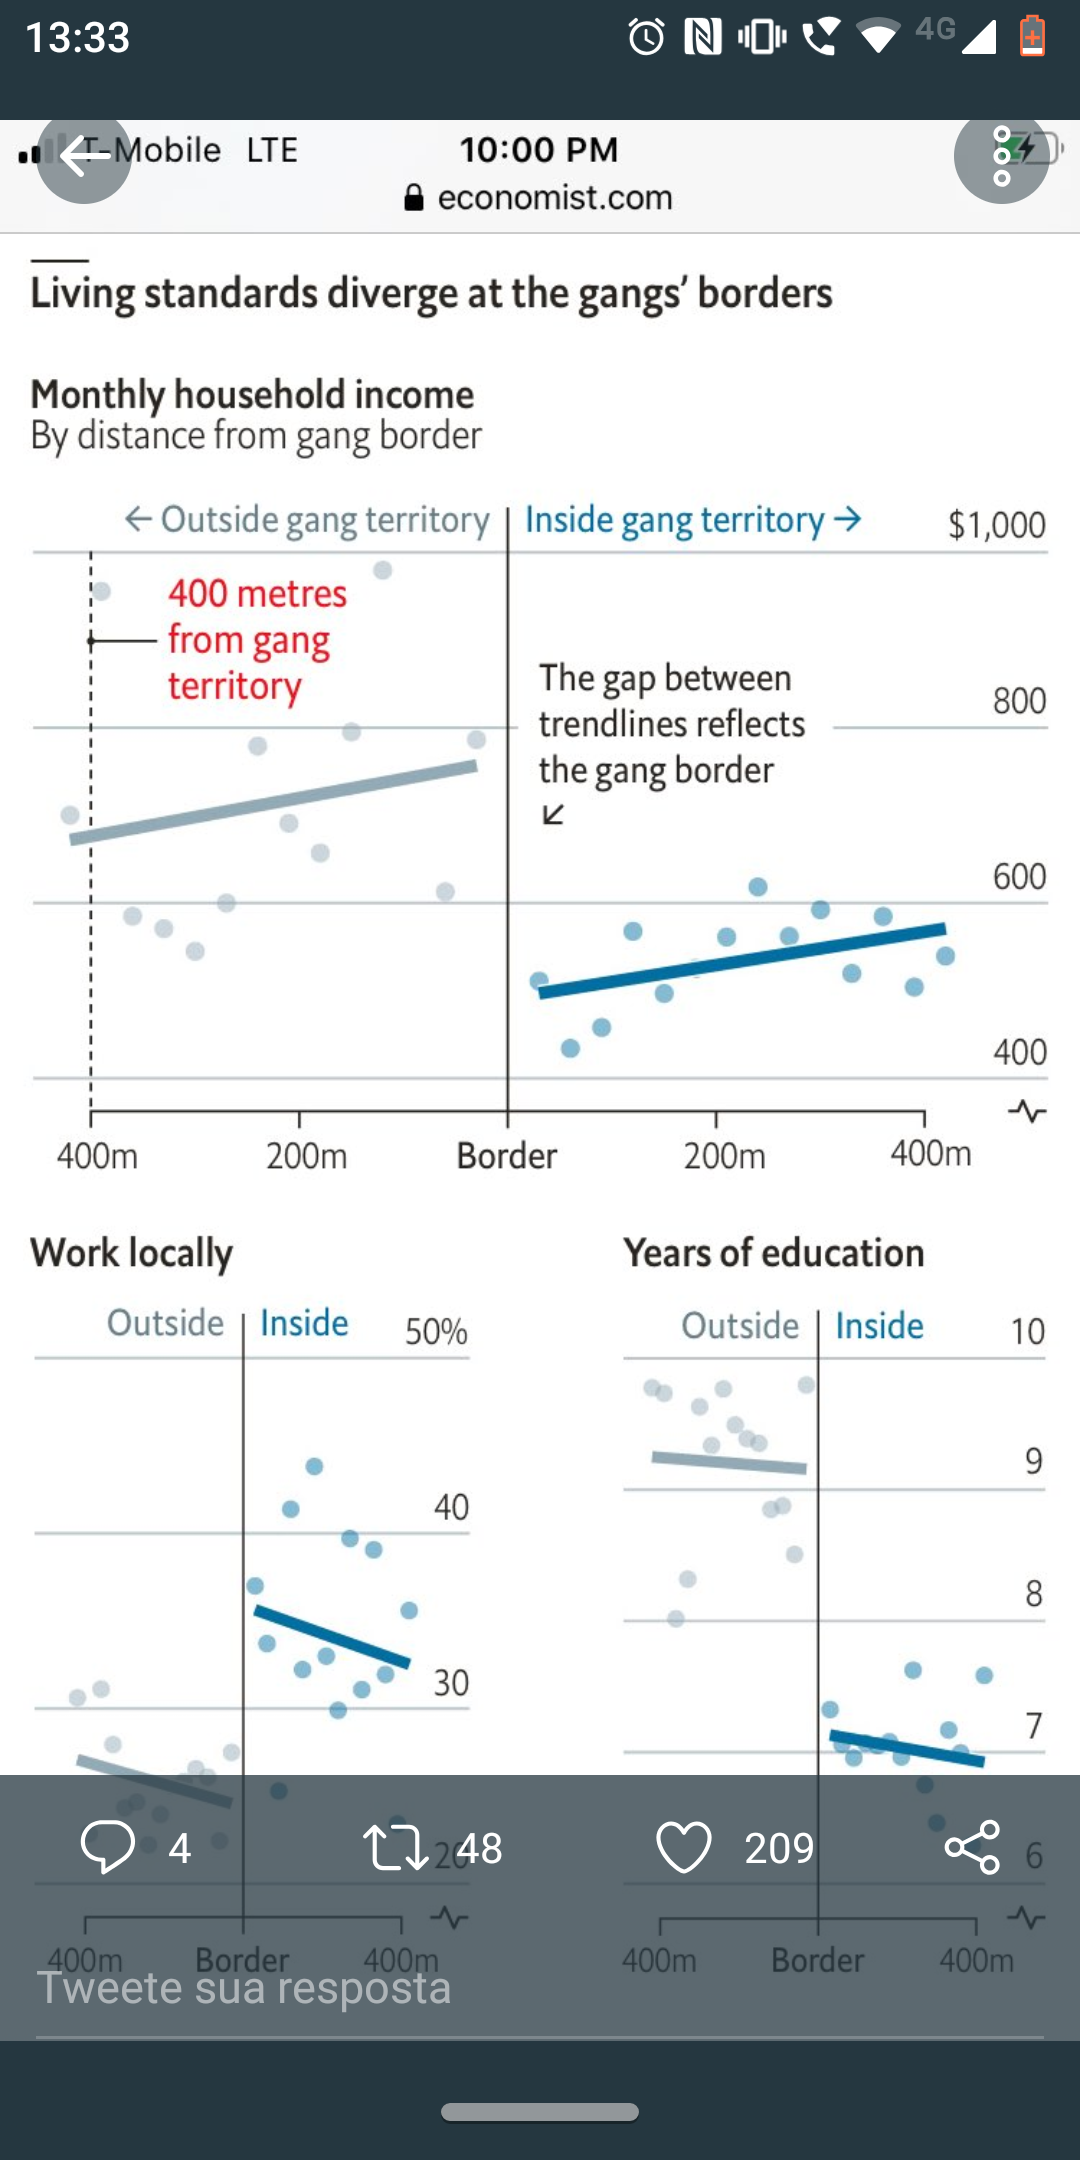 13:33
4G
T-Mobile LTE
10:00 PM
economist.com
Living standards diverge at the gangs’ borders
Monthly household income
By distance from gang border
← Outside gang territory
Inside gang territory →
$1,000
400 metres
from gang
territory
The gap between
trendlines reflects
the gang border
↙
800
600
400
400m
200m
Border
200m
400m
Work locally
Outside
Inside
50%
40
30
20
400m
Border
400m
Years of education
Outside
Inside
10
9
8
7
6
400m
Border
400m
4
48
209
Tweete sua resposta